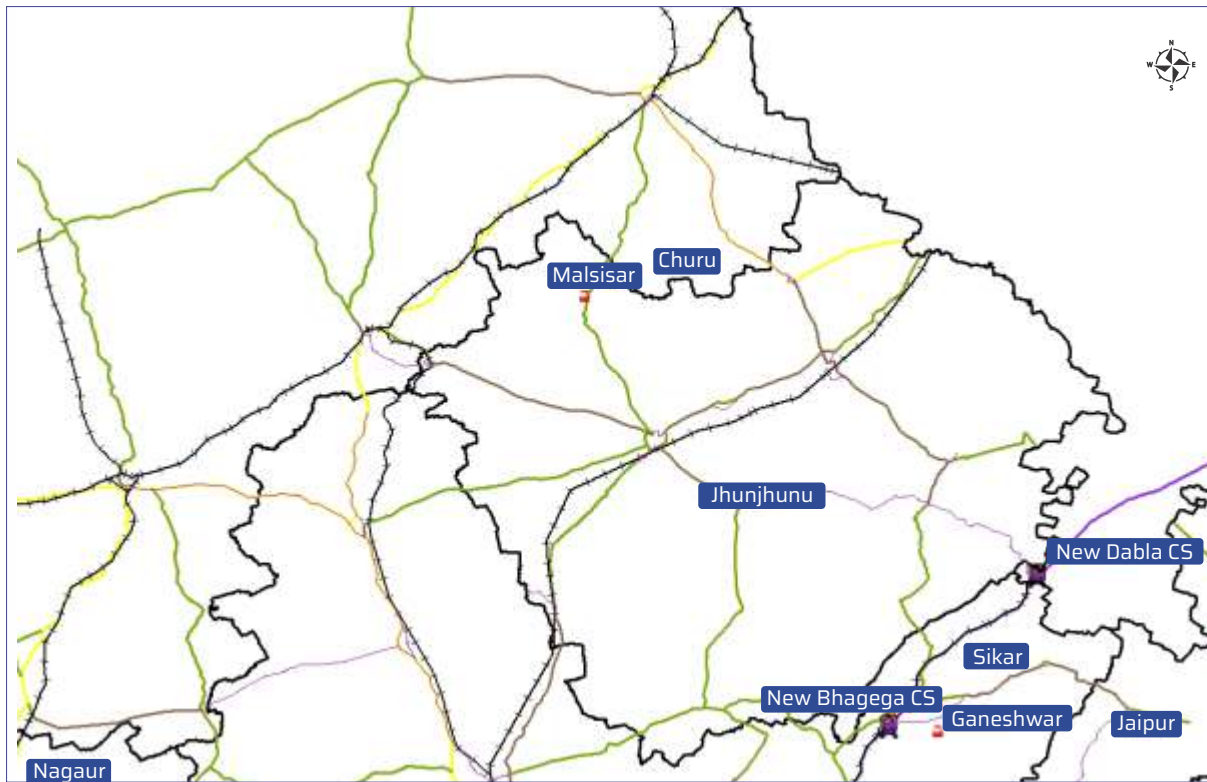 N
W E
S
Churu
Malsisar
Jhunjhunu
New Dabla CS
Sikar
New Bhagega CS
Ganeshwar
Jaipur
Nagaur